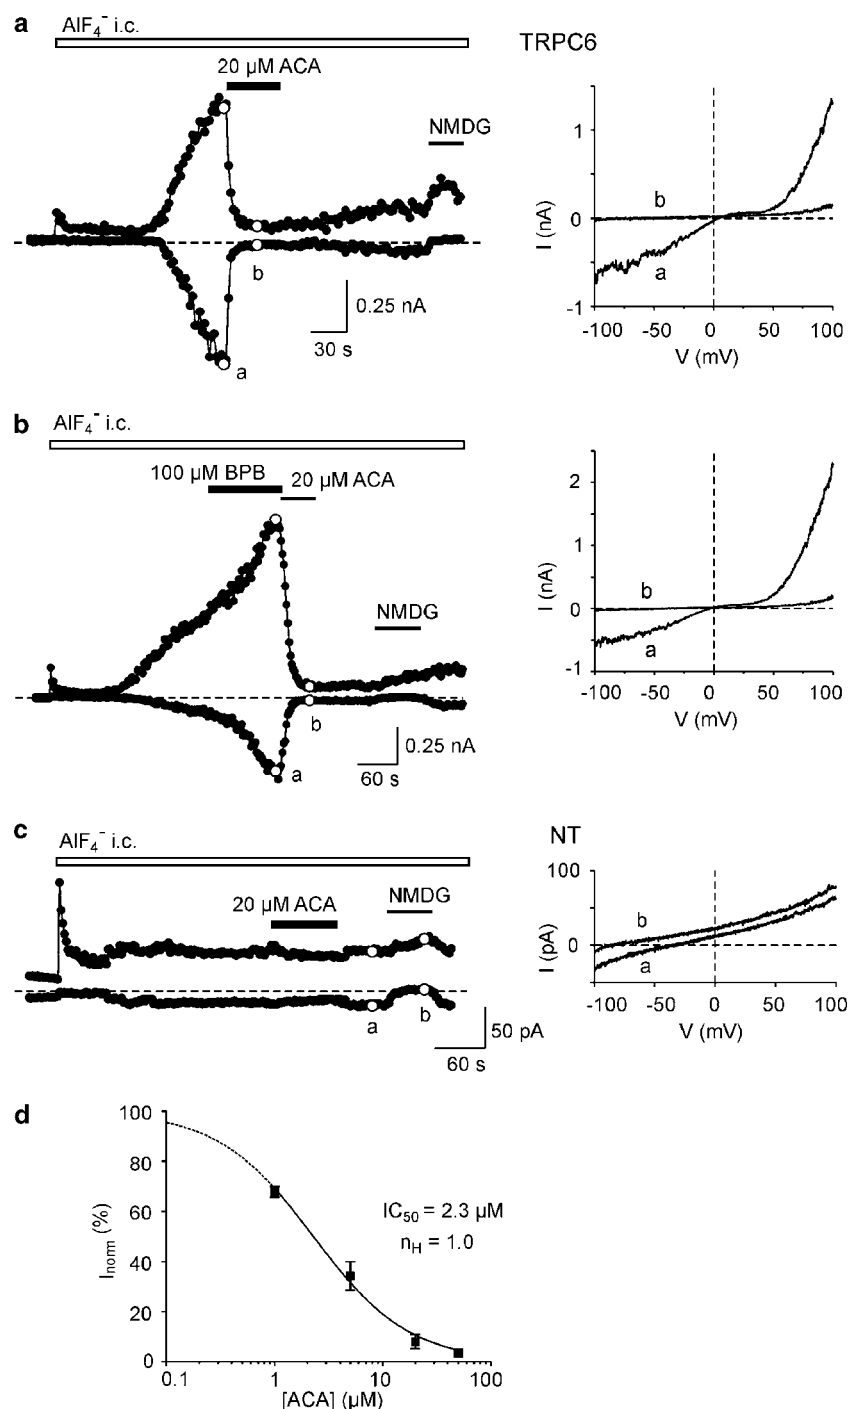 a
AlF₄⁻ i.c.
TRPC6
20 µM ACA
NMDG
b
a
0.25 nA
30 s
I (nA)
1
0
-1
b
a
-100 -50 0 50 100
V (mV)
b
AlF₄⁻ i.c.
100 µM BPB
20 µM ACA
NMDG
b
a
0.25 nA
60 s
I (nA)
2
1
0
-1
b
a
-100 -50 0 50 100
V (mV)
c
AlF₄⁻ i.c.
NT
20 µM ACA
NMDG
a
b
50 pA
60 s
I (pA)
100
0
b
a
-100 -50 0 50 100
V (mV)
d
I_norm (%)
100
80
60
40
20
0
IC₅₀ = 2.3 µM
n_H = 1.0
0.1 1 10 100
[ACA] (µM)